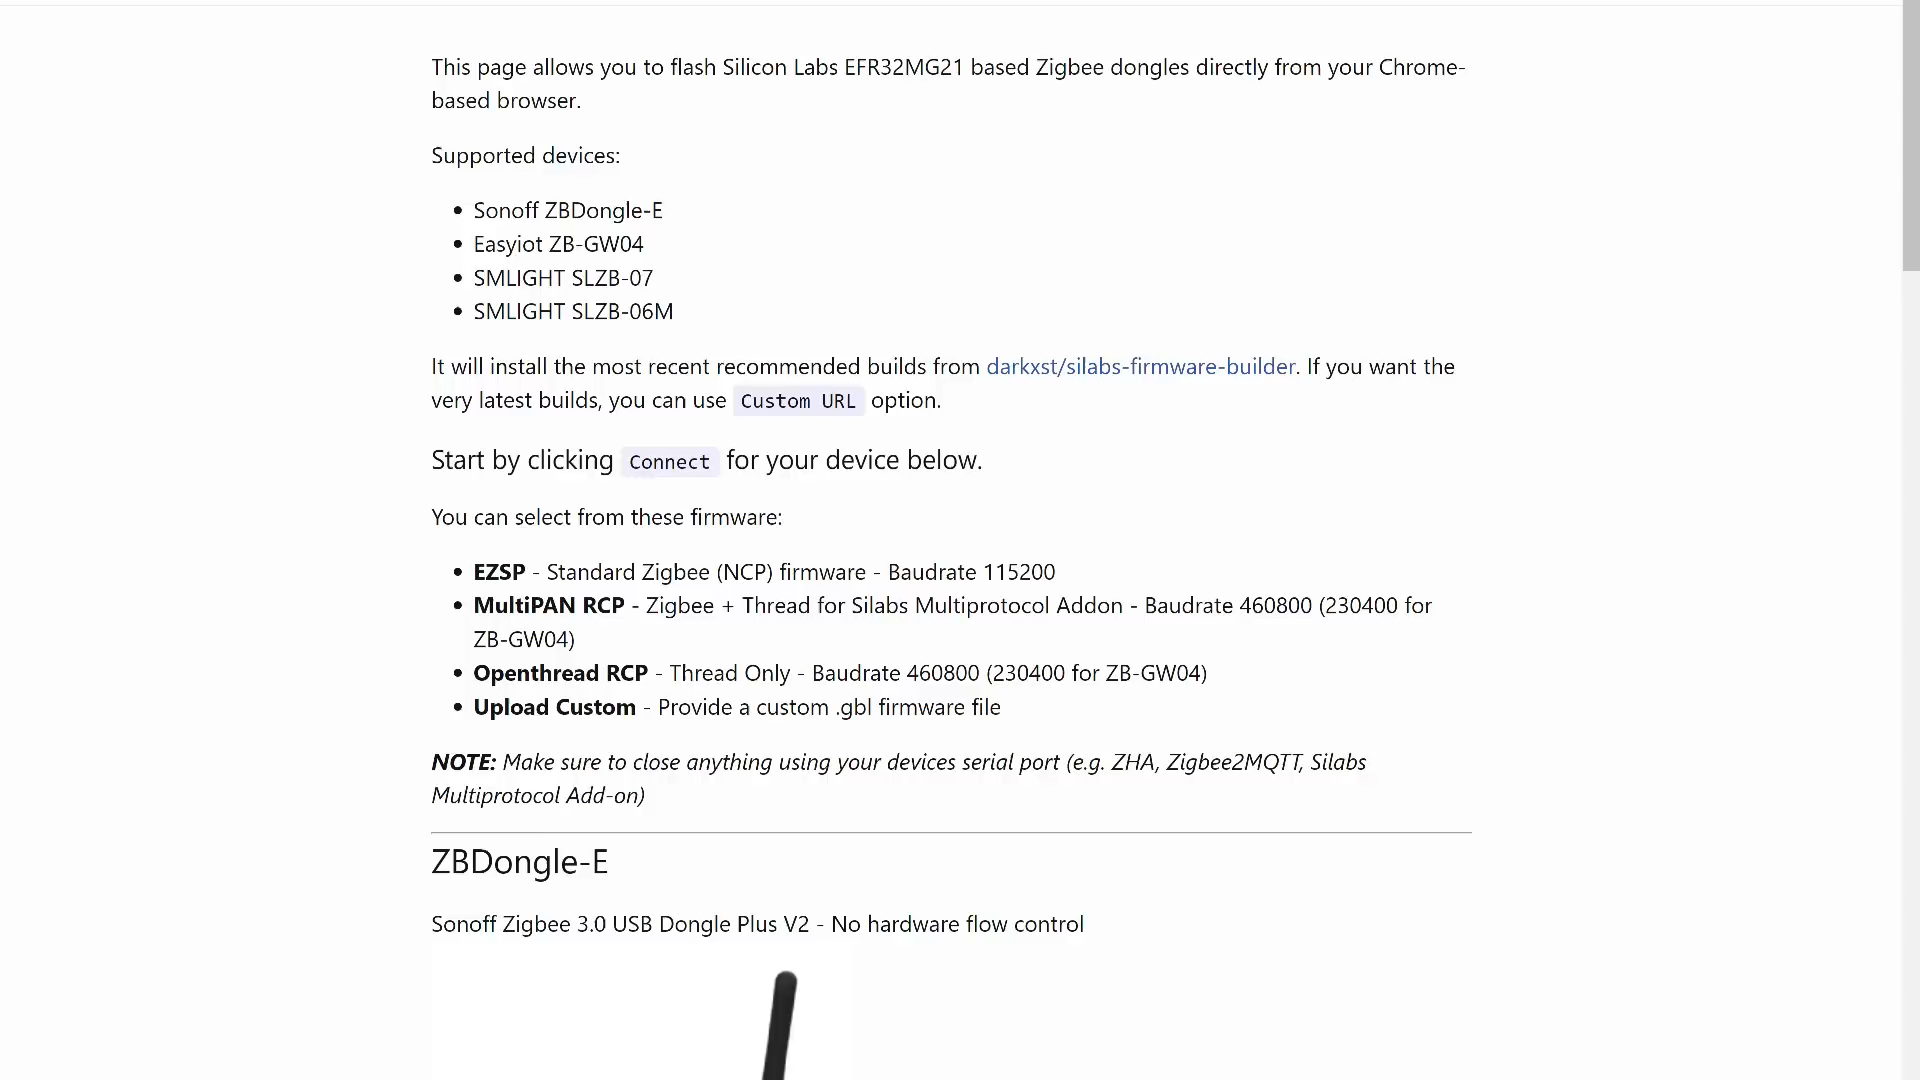 This page allows you to flash Silicon Labs EFR32MG21 based Zigbee dongles directly from your Chrome-
based browser.
Supported devices:
• Sonoff ZBDongle-E
• Easyiot ZB-GW04
• SMLIGHT SLZB-07
• SMLIGHT SLZB-06M
It will install the most recent recommended builds from darkxst/silabs-firmware-builder. If you want the
very latest builds, you can use Custom URL option.
Start by clicking Connect for your device below.
You can select from these firmware:
• EZSP - Standard Zigbee (NCP) firmware - Baudrate 115200
• MultiPAN RCP - Zigbee + Thread for Silabs Multiprotocol Addon - Baudrate 460800 (230400 for
ZB-GW04)
• Openthread RCP - Thread Only - Baudrate 460800 (230400 for ZB-GW04)
• Upload Custom - Provide a custom .gbl firmware file
NOTE: Make sure to close anything using your devices serial port (e.g. ZHA, Zigbee2MQTT, Silabs
Multiprotocol Add-on)
ZBDongle-E
Sonoff Zigbee 3.0 USB Dongle Plus V2 - No hardware flow control